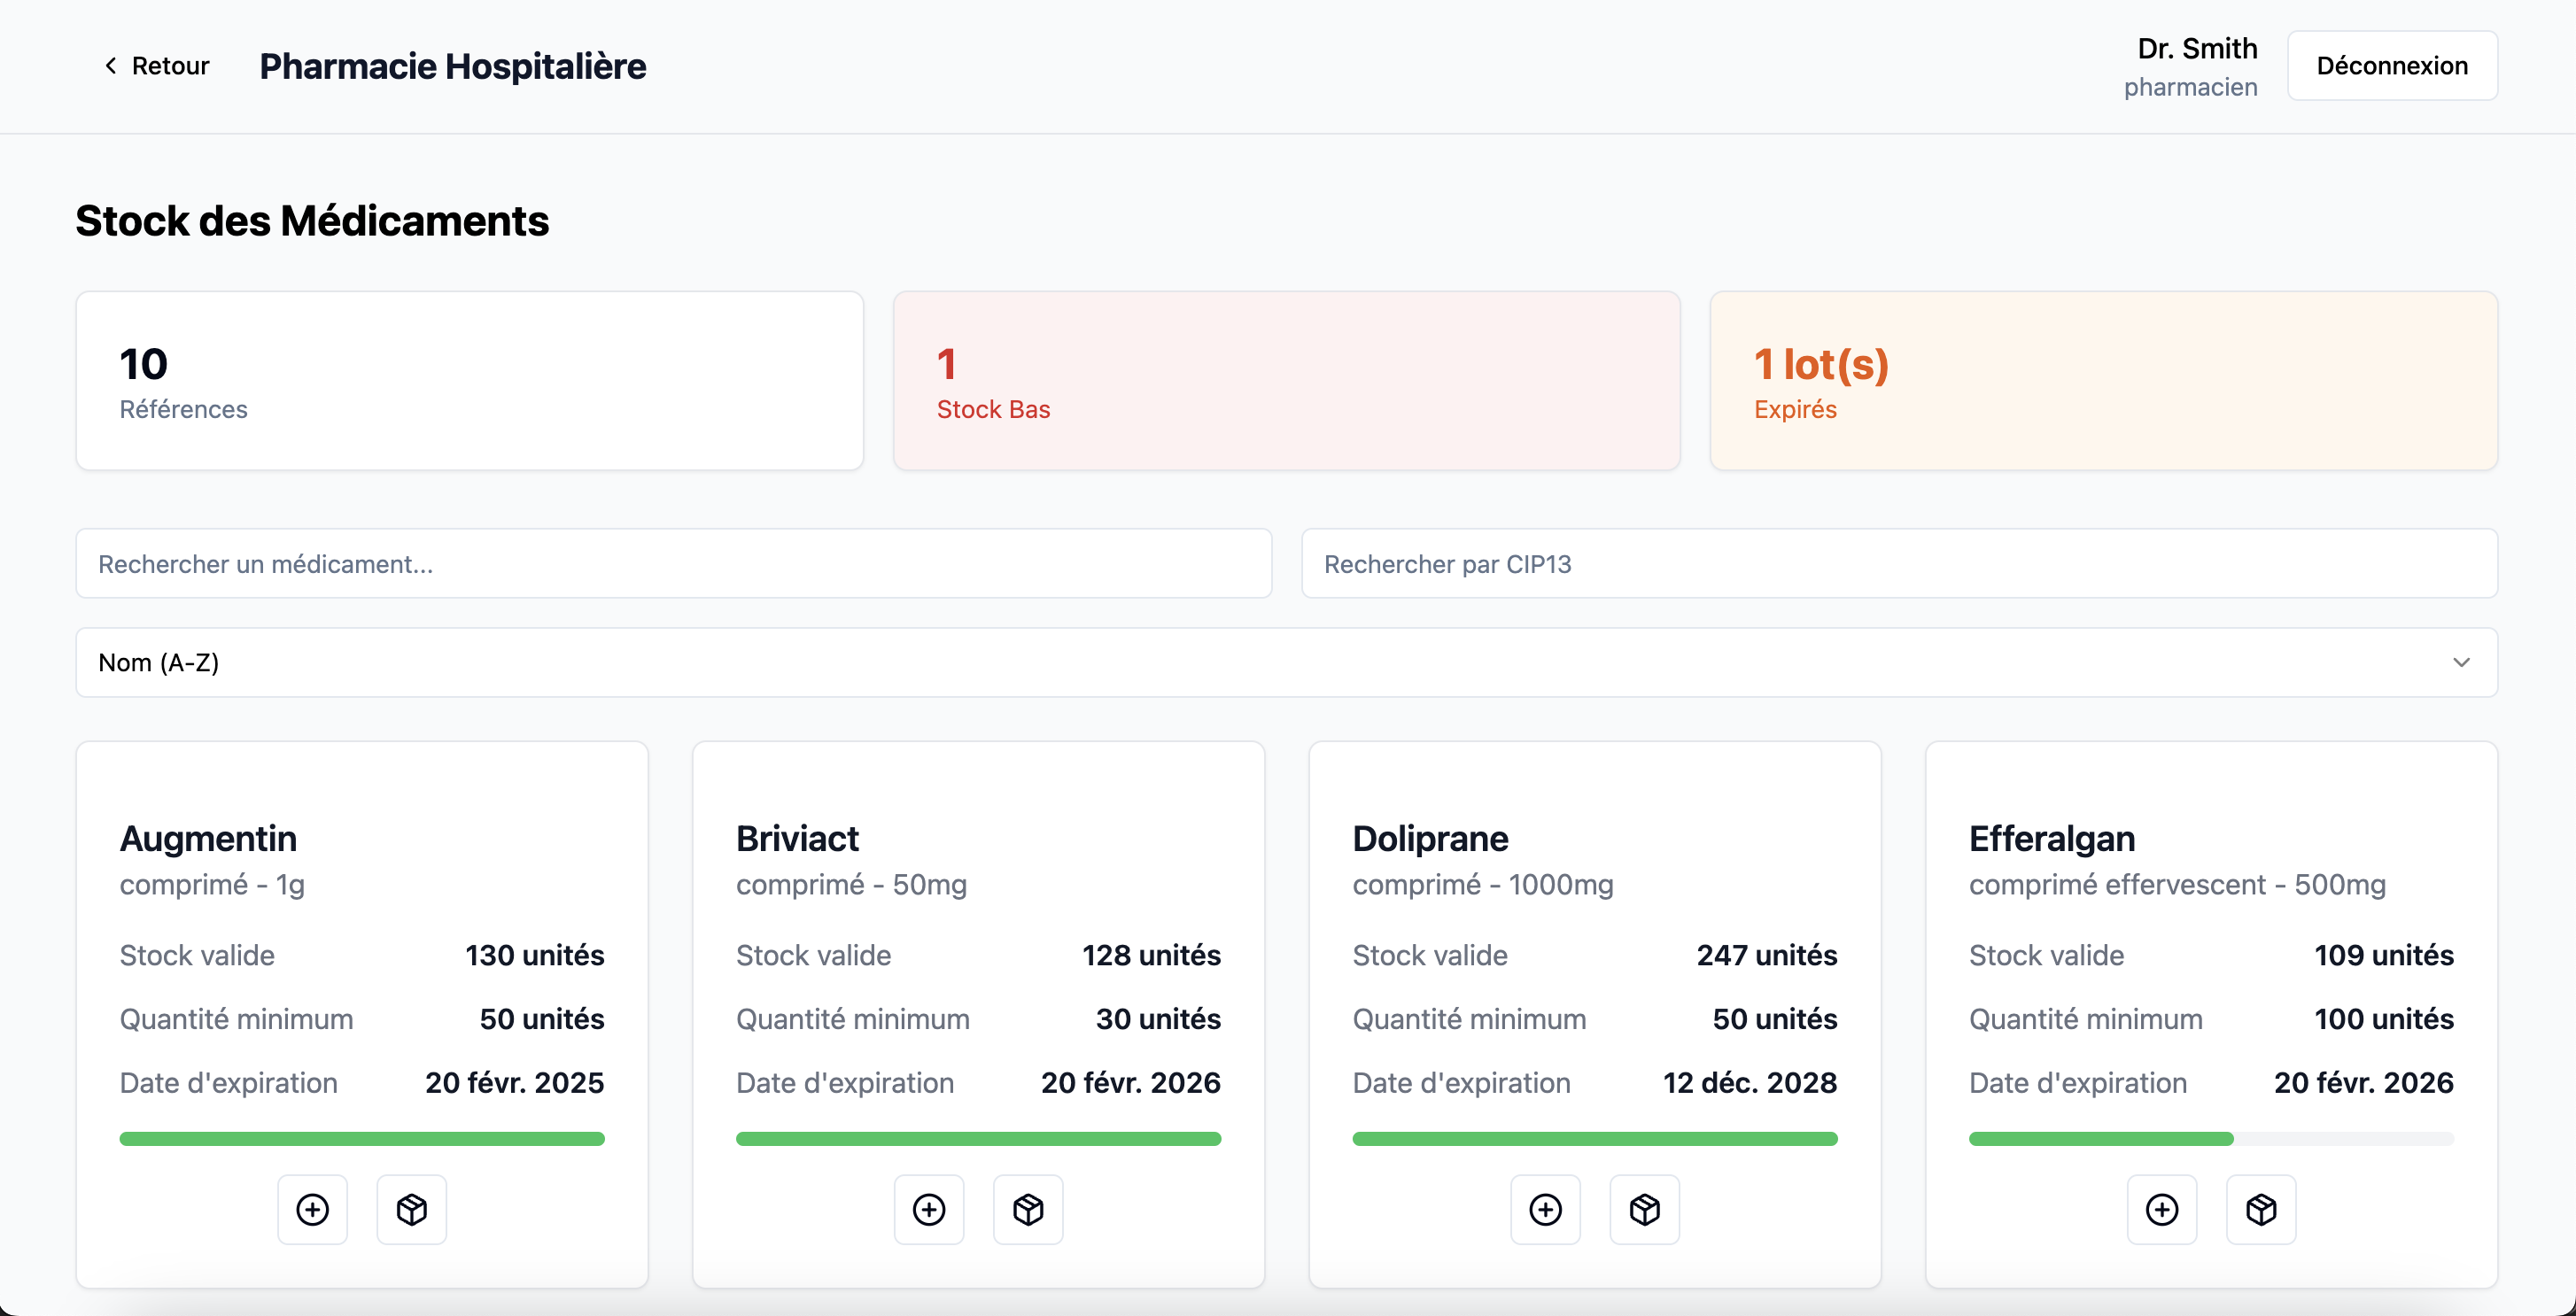 Retour
Pharmacie Hospitalière
Dr. Smith
pharmacien
Déconnexion
Stock des Médicaments
10
Références
1
Stock Bas
1 lot(s)
Expirés
Rechercher un médicament...
Rechercher par CIP13
Nom (A-Z)
Augmentin
comprimé - 1g
Stock valide 130 unités
Quantité minimum 50 unités
Date d'expiration 20 févr. 2025
Briviact
comprimé - 50mg
Stock valide 128 unités
Quantité minimum 30 unités
Date d'expiration 20 févr. 2026
Doliprane
comprimé - 1000mg
Stock valide 247 unités
Quantité minimum 50 unités
Date d'expiration 12 déc. 2028
Efferalgan
comprimé effervescent - 500mg
Stock valide 109 unités
Quantité minimum 100 unités
Date d'expiration 20 févr. 2026